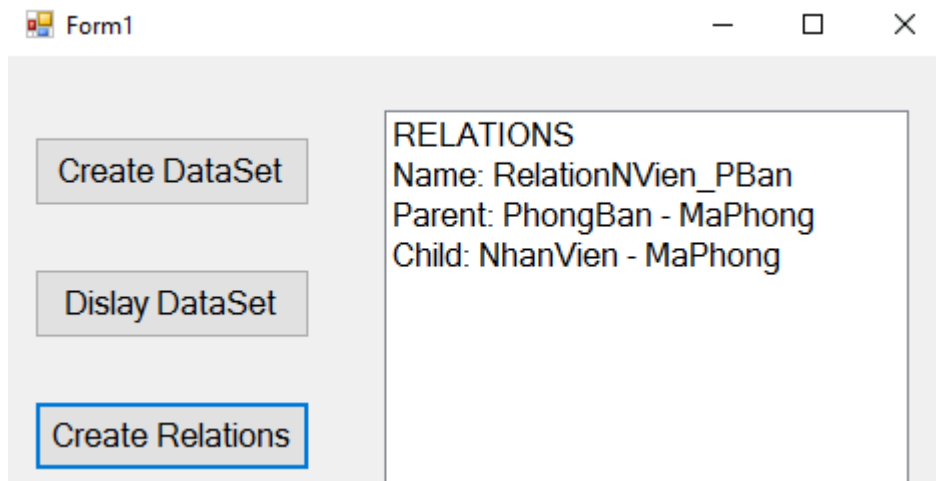 Form1
Create DataSet
Dislay DataSet
Create Relations
RELATIONS
Name: RelationNVien_PBan
Parent: PhongBan - MaPhong
Child: NhanVien - MaPhong